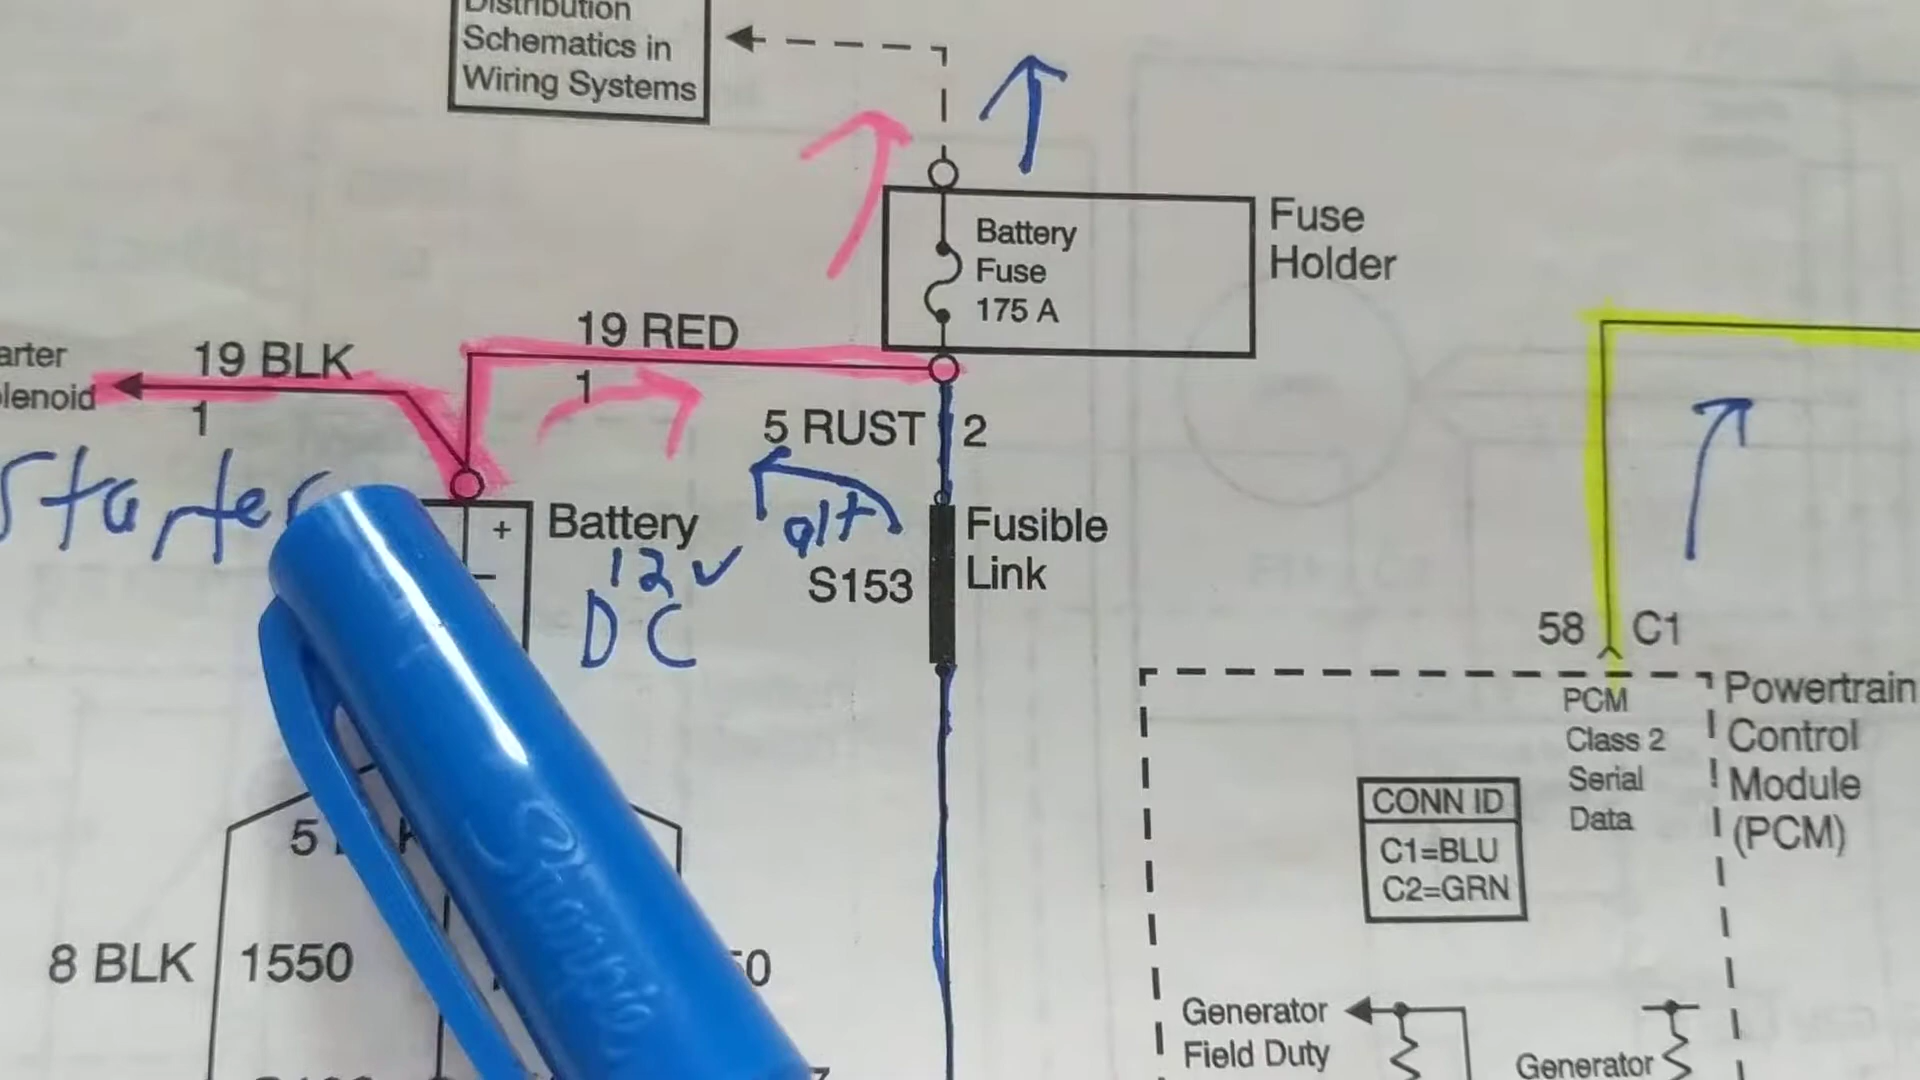 Distribution
Schematics in
Wiring Systems
Fuse
Holder
Battery
Fuse
175 A
19 RED
1
19 BLK
1
5 RUST
2
Starter
+
-
Battery
12v
DC
alt
Fusible
Link
S153
58
C1
PCM
Class 2
Serial
Data
Powertrain
Control
Module
(PCM)
CONN ID
C1=BLU
C2=GRN
5
8 BLK
1550
Sharpie
Generator
Field Duty
Generator